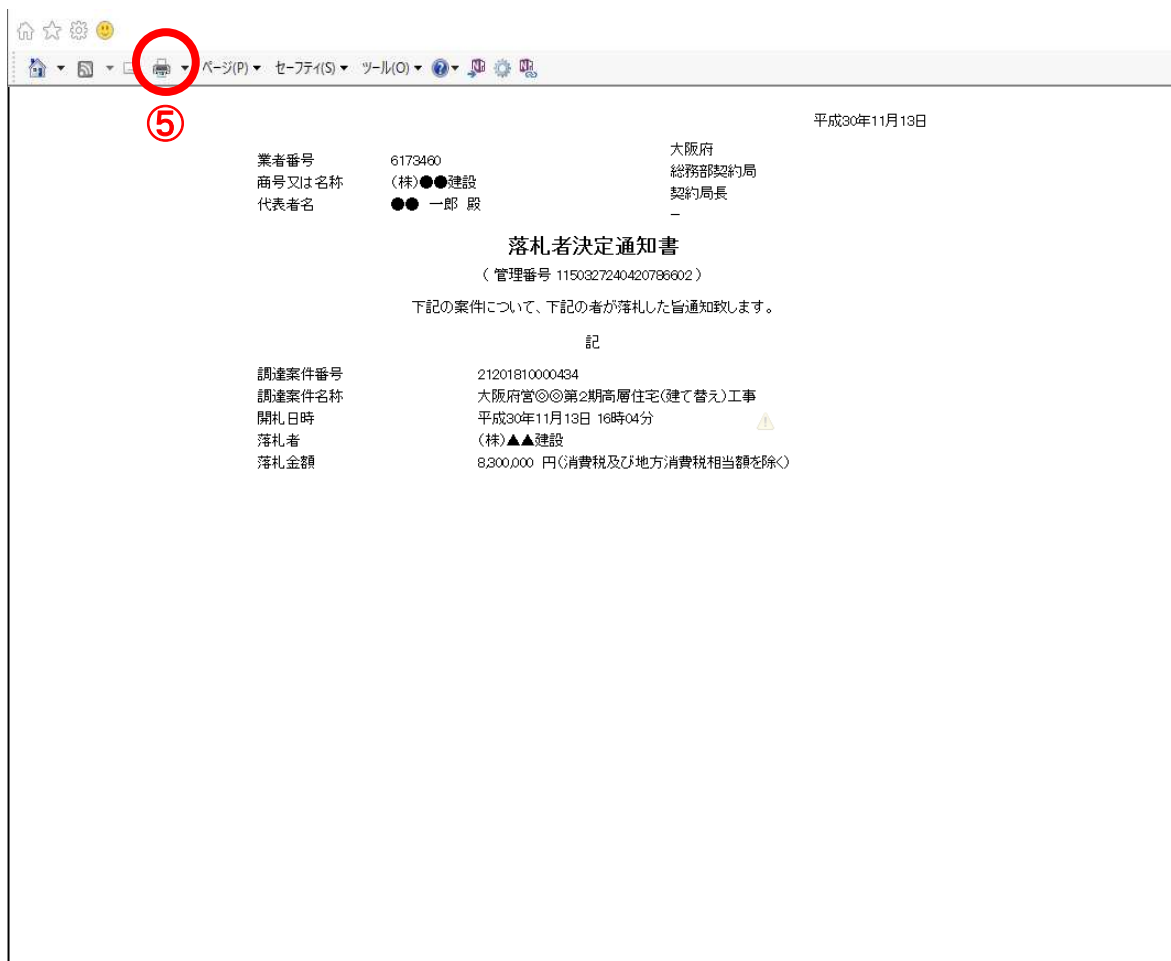 ページ(P) セーフティ(S) ツール(O)
⑤
平成30年11月13日
大阪府
総務部契約局
契約局長
－
業者番号 6173460
商号又は名称 (株)●●建設
代表者名 ●● 一郎 殿
落札者決定通知書
( 管理番号 1150327240420786602 )
下記の案件について、下記の者が落札した旨通知致します。
記
調達案件番号 21201810000434
調達案件名称 大阪府営◎◎第2期高層住宅(建て替え)工事
開札日時 平成30年11月13日 16時04分
落札者 (株)▲▲建設
落札金額 8,300,000 円(消費税及び地方消費税相当額を除く)